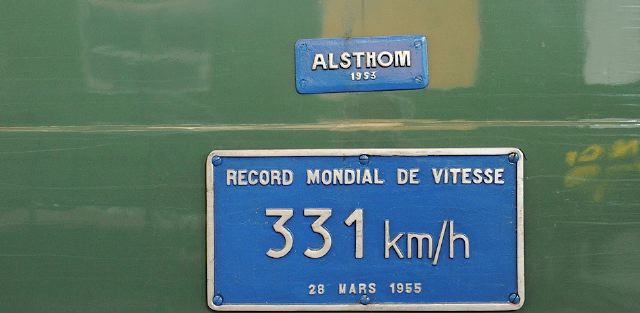 ALSTHOM
1953
RECORD MONDIAL DE VITESSE
331 km/h
28 MARS 1955